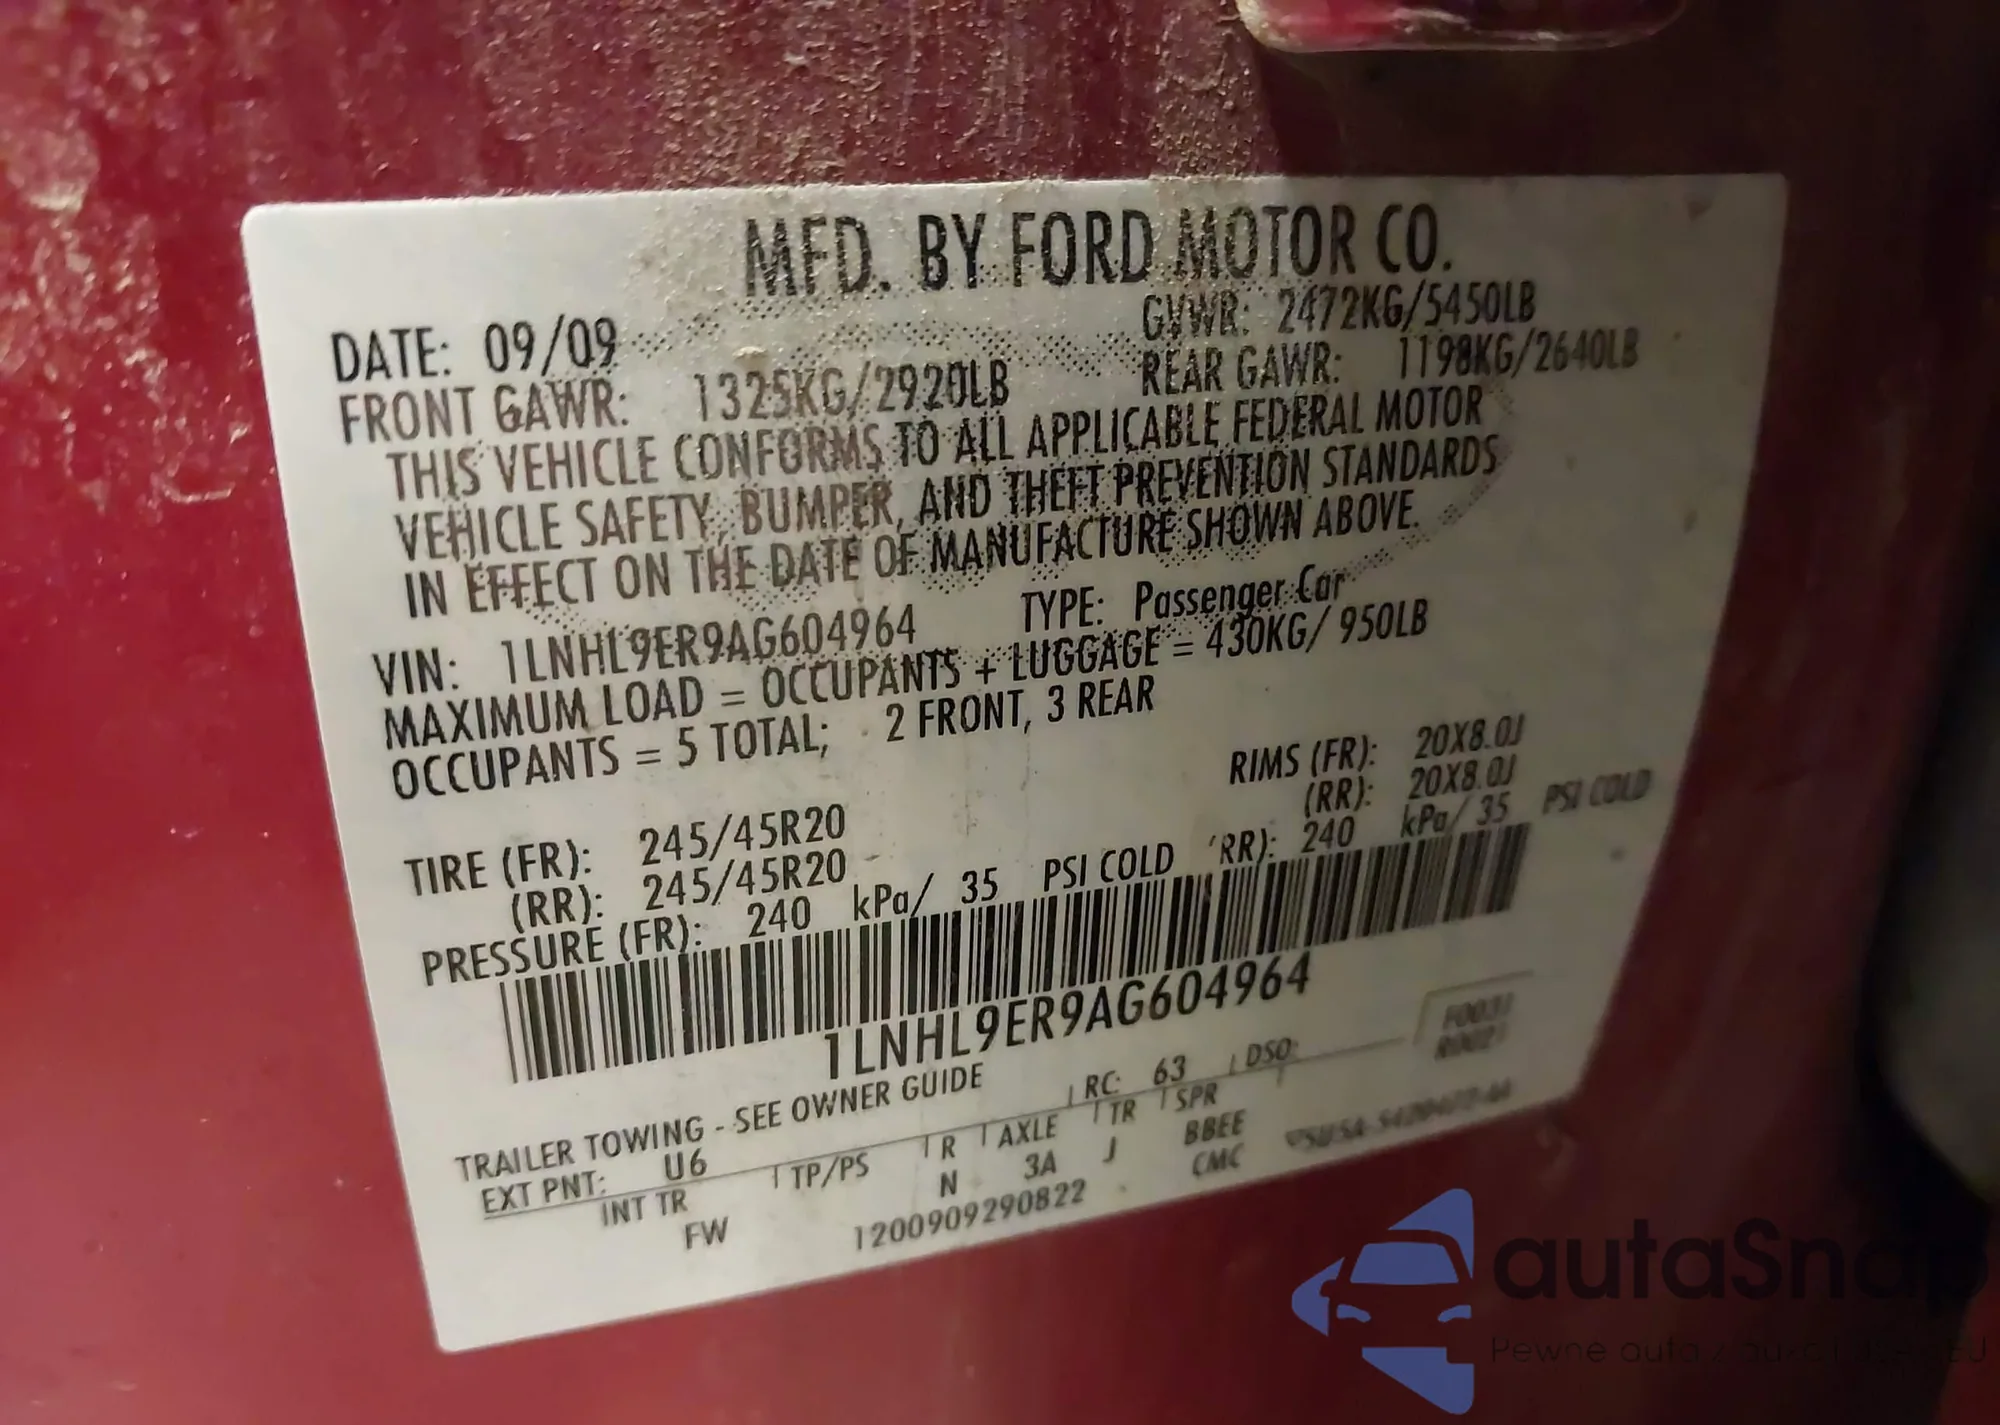 MFD. BY FORD MOTOR CO.
DATE: 09/09 GVWR: 2472KG/5450LB
FRONT GAWR: 1325KG/2920LB REAR GAWR: 1198KG/2640LB
THIS VEHICLE CONFORMS TO ALL APPLICABLE FEDERAL MOTOR
VEHICLE SAFETY, BUMPER, AND THEFT PREVENTION STANDARDS
IN EFFECT ON THE DATE OF MANUFACTURE SHOWN ABOVE.
VIN: 1LNHL9ER9AG604964 TYPE: Passenger Car
MAXIMUM LOAD = OCCUPANTS + LUGGAGE = 430KG/ 950LB
OCCUPANTS = 5 TOTAL; 2 FRONT, 3 REAR
TIRE (FR): 245/45R20 RIMS (FR): 20X8.0J
(RR): 245/45R20 (RR): 20X8.0J
PRESSURE (FR): 240 kPa/ 35 PSI COLD (RR): 240 kPa/ 35 PSI COLD
1LNHL9ER9AG604964
TRAILER TOWING - SEE OWNER GUIDE
EXT PNT: U6 RC: 63 DSO:
INT TR TP/PS R AXLE TR SPR
FW N 3A J BBEE
1200909290822 CMC
autaSnap
Pewne auta z